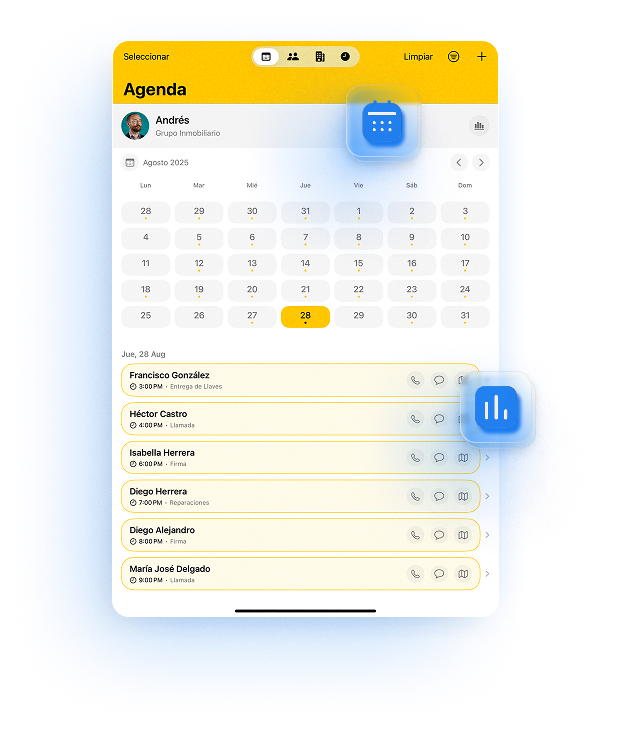 Seleccionar Limpiar
Agenda
Andrés
Grupo Inmobiliario
Agosto 2025
Lun Mar Mié Jue Vie Sáb Dom
28 29 30 31 1 2 3
4 5 6 7 8 9 10
11 12 13 14 15 16 17
18 19 20 21 22 23 24
25 26 27 28 29 30 31
Jue, 28 Aug
Francisco González
3:00 PM • Entrega de Llaves
Héctor Castro
4:00 PM • Llamada
Isabella Herrera
6:00 PM • Firma
Diego Herrera
7:00 PM • Reparaciones
Diego Alejandro
8:00 PM • Firma
María José Delgado
9:00 PM • Llamada